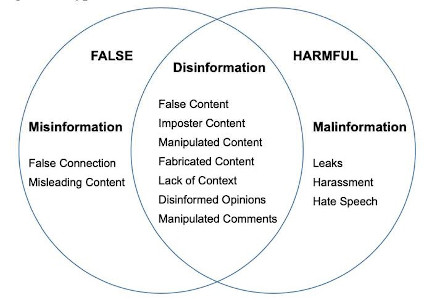 FALSE
HARMFUL
Disinformation
False Content
Imposter Content
Manipulated Content
Fabricated Content
Lack of Context
Disinformed Opinions
Manipulated Comments
Misinformation
False Connection
Misleading Content
Malinformation
Leaks
Harassment
Hate Speech